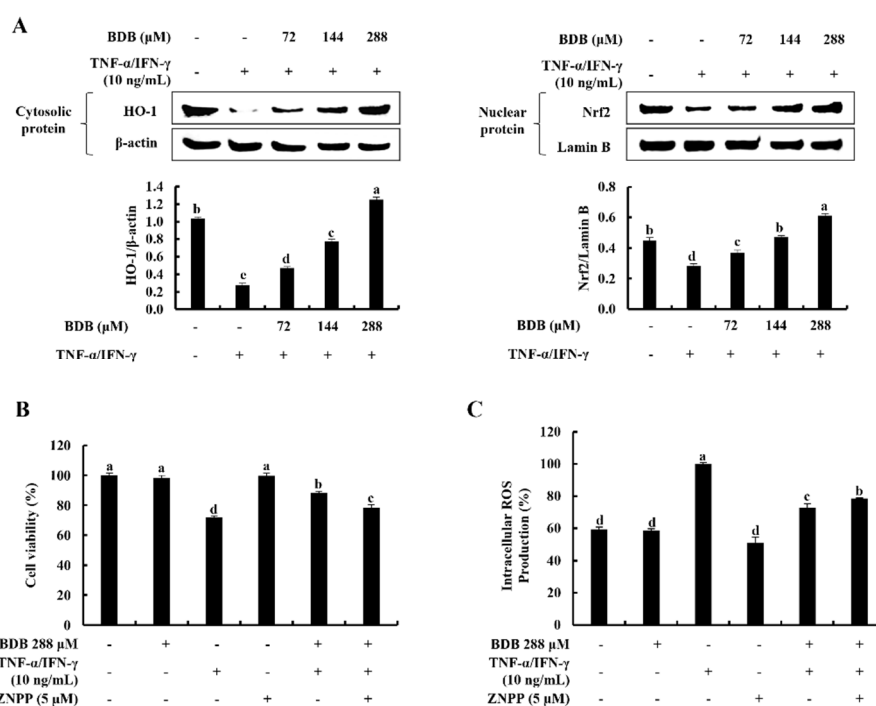 A
BDB (μM) - - 72 144 288
TNF-α/IFN-γ
(10 ng/mL) - + + + +
Cytosolic
protein
HO-1
β-actin
b c d c a
HO-1/β-actin
1.4
1.2
1.0
0.8
0.6
0.4
0.2
0.0
BDB (μM) - - 72 144 288
TNF-α/IFN-γ - + + + +
BDB (μM) - - 72 144 288
TNF-α/IFN-γ
(10 ng/mL) - + + + +
Nuclear
protein
Nrf2
Lamin B
b d c b a
Nrf2/Lamin B
0.8
0.6
0.4
0.2
0.0
BDB (μM) - - 72 144 288
TNF-α/IFN-γ - + + + +
B
Cell viability (%)
120
100
80
60
40
20
0
a a d a b c
BDB 288 μM - + - - + +
TNF-α/IFN-γ
(10 ng/mL) - - + - + +
ZNPP (5 μM) - - - + - +
C
Intracellular ROS
Production (%)
120
100
80
60
40
20
0
d d a d c b
BDB 288 μM - + - - + +
TNF-α/IFN-γ
(10 ng/mL) - - + - + +
ZNPP (5 μM) - - - + - +